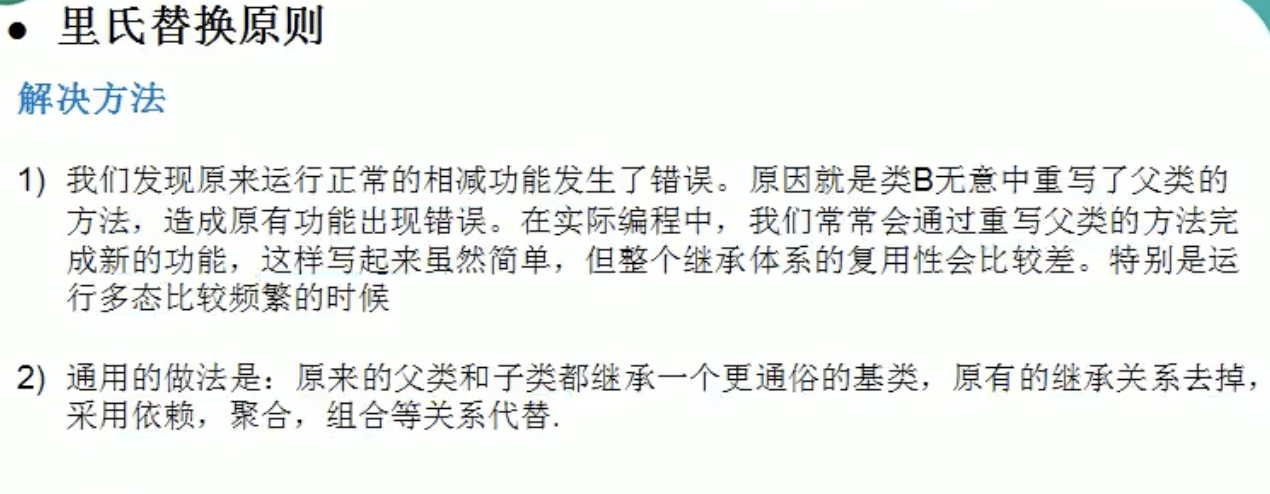 ● 里氏替换原则
解决方法
1) 我们发现原来运行正常的相减功能发生了错误。原因就是类B无意中重写了父类的
方法，造成原有功能出现错误。在实际编程中，我们常常会通过重写父类的方法完
成新的功能，这样写起来虽然简单，但整个继承体系的复用性会比较差。特别是运
行多态比较频繁的时候
2) 通用的做法是：原来的父类和子类都继承一个更通俗的基类，原有的继承关系去掉，
采用依赖，聚合，组合等关系代替.